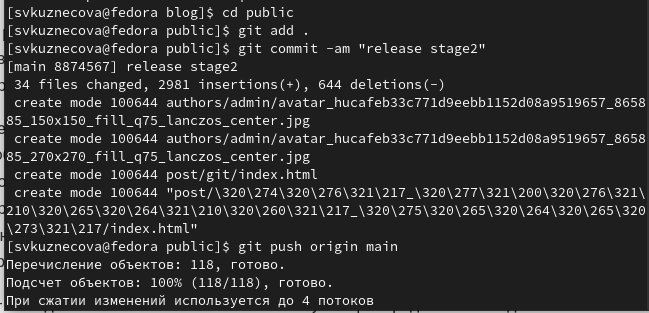 [svkuznecova@fedora blog]$ cd public
[svkuznecova@fedora public]$ git add .
[svkuznecova@fedora public]$ git commit -am "release stage2"
[main 8874567] release stage2
 34 files changed, 2981 insertions(+), 644 deletions(-)
 create mode 100644 authors/admin/avatar_hucafeb33c771d9eebb1152d08a9519657_8658
85_150x150_fill_q75_lanczos_center.jpg
 create mode 100644 authors/admin/avatar_hucafeb33c771d9eebb1152d08a9519657_8658
85_270x270_fill_q75_lanczos_center.jpg
 create mode 100644 post/git/index.html
 create mode 100644 "post/\320\274\320\276\321\217_\320\277\321\200\320\276\321\
210\320\265\320\264\321\210\320\260\321\217_\320\275\320\265\320\264\320\265\320
\273\321\217/index.html"
[svkuznecova@fedora public]$ git push origin main
Перечисление объектов: 118, готово.
Подсчет объектов: 100% (118/118), готово.
При сжатии изменений используется до 4 потоков